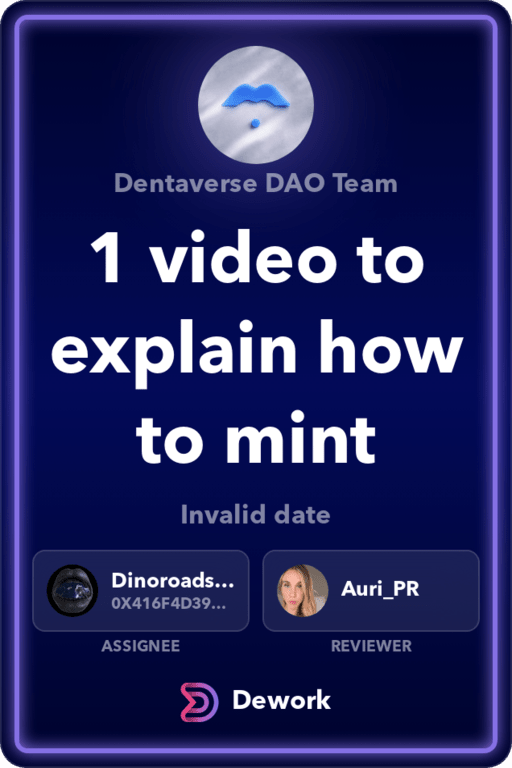 Dentaverse DAO Team
1 video to
explain how
to mint
Invalid date
Dinoroads...
0X416F4D39...
Auri_PR
ASSIGNEE
REVIEWER
Dework